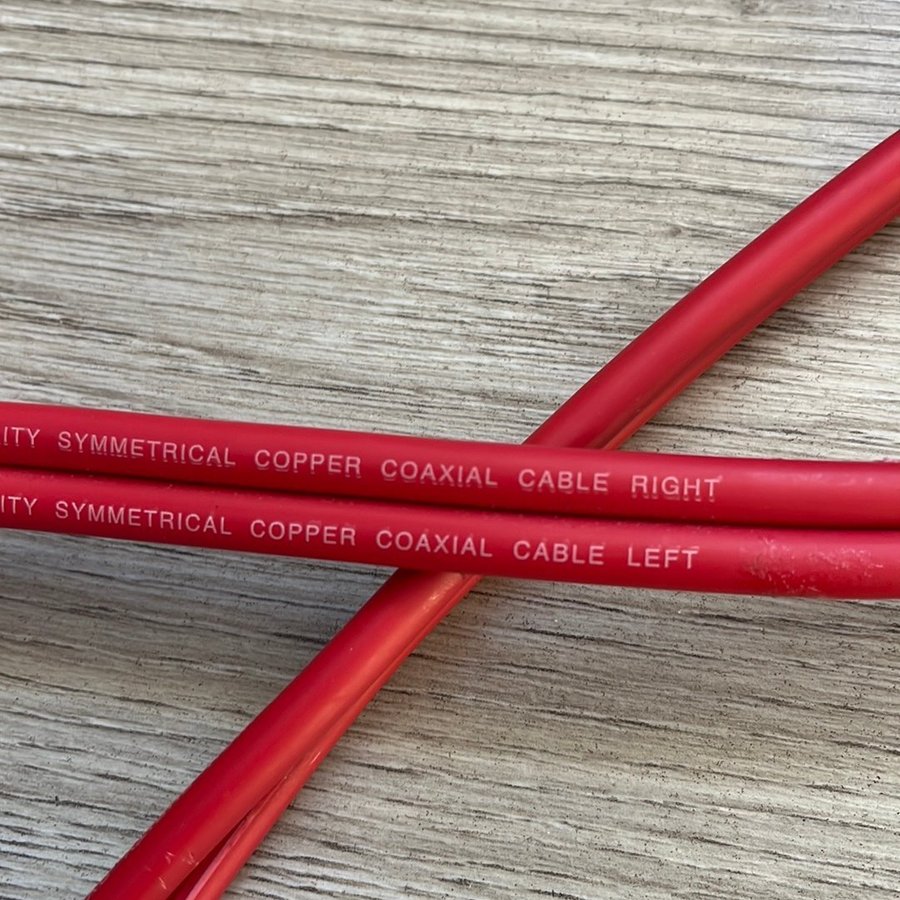 ITY SYMMETRICAL COPPER COAXIAL CABLE RIGHT
ITY SYMMETRICAL COPPER COAXIAL CABLE LEFT